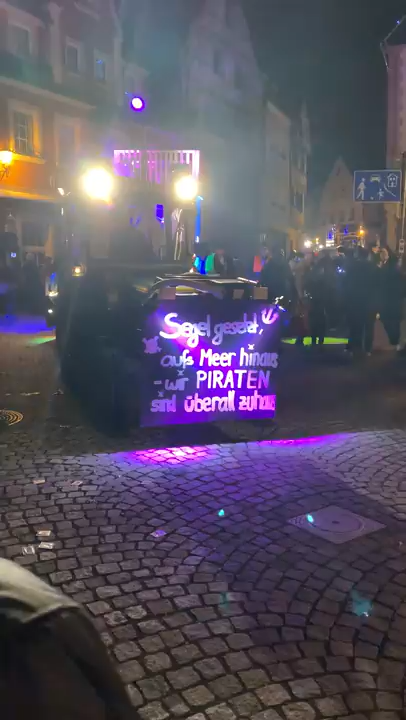 Segel gesetzt,
aufs Meer hinaus
- wir PIRATEN
sind überall zuhaus